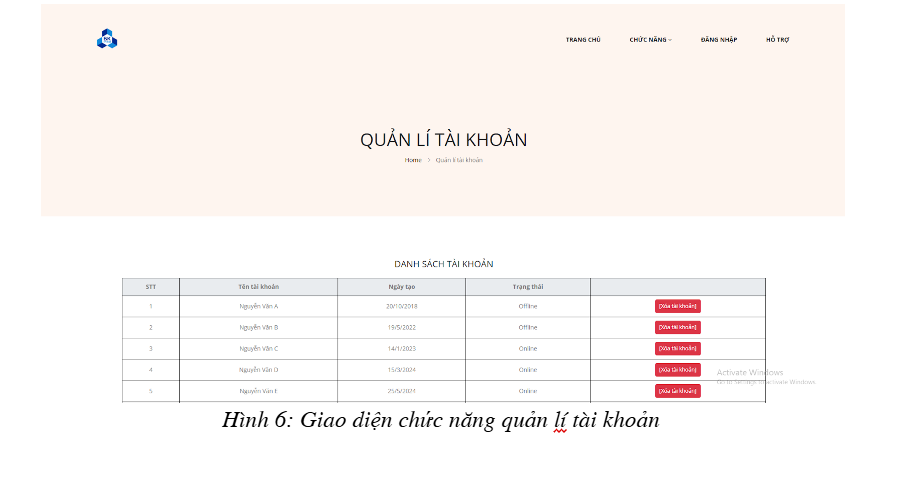 NK
TRANG CHỦ CHỨC NĂNG ĐĂNG NHẬP HỖ TRỢ
QUẢN LÍ TÀI KHOẢN
Home > Quản lí tài khoản
DANH SÁCH TÀI KHOẢN
STT Tên tài khoản Ngày tạo Trạng thái
1 Nguyễn Văn A 20/10/2018 Offline [Xóa tài khoản]
2 Nguyễn Văn B 19/5/2022 Offline [Xóa tài khoản]
3 Nguyễn Văn C 14/1/2023 Online [Xóa tài khoản]
4 Nguyễn Văn D 15/3/2024 Online [Xóa tài khoản]
5 Nguyễn Văn E 25/5/2024 Online [Xóa tài khoản]
Activate Windows
Go to Settings to activate Windows.
Hình 6: Giao diện chức năng quản lí tài khoản